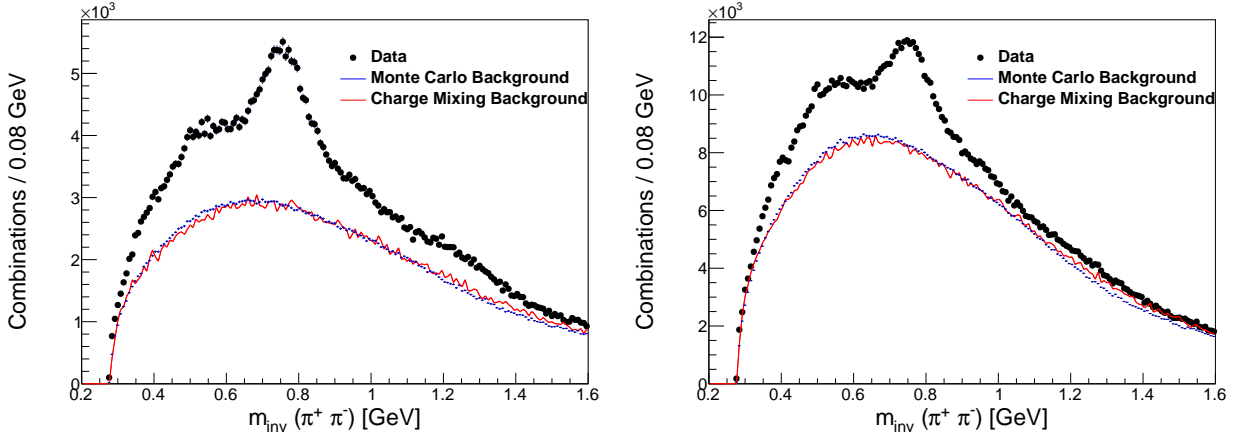 ×10³
Combinations / 0.08 GeV
5
4
3
2
1
0
Data
Monte Carlo Background
Charge Mixing Background
0.2 0.4 0.6 0.8 1 1.2 1.4 1.6
m_inv (π⁺ π⁻) [GeV]
×10³
Combinations / 0.08 GeV
12
10
8
6
4
2
0
Data
Monte Carlo Background
Charge Mixing Background
0.2 0.4 0.6 0.8 1 1.2 1.4 1.6
m_inv (π⁺ π⁻) [GeV]